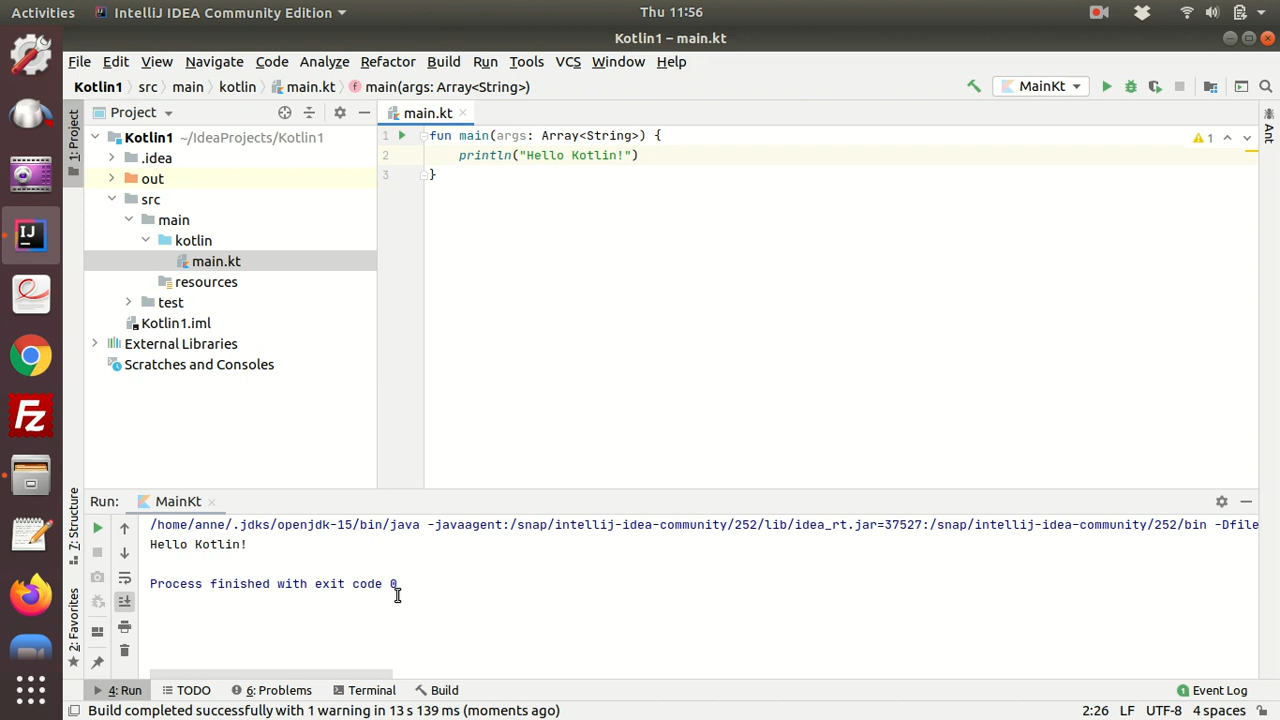 Activities IntelliJ IDEA Community Edition Thu 11:56
Kotlin1 – main.kt
File Edit View Navigate Code Analyze Refactor Build Run Tools VCS Window Help
Kotlin1 src main kotlin main.kt main(args: Array<String>) MainKt
Project main.kt
1: Project
Ant
Kotlin1 ~/IdeaProjects/Kotlin1
.idea
out
src
main
kotlin
main.kt
resources
test
Kotlin1.iml
External Libraries
Scratches and Consoles
1 fun main(args: Array<String>) {
1
2 println("Hello Kotlin!")
3 }
IJ
Fz
7: Structure
2: Favorites
Run: MainKt
/home/anne/.jdks/openjdk-15/bin/java -javaagent:/snap/intellij-idea-community/252/lib/idea_rt.jar=37527:/snap/intellij-idea-community/252/bin -Dfile
Hello Kotlin!
Process finished with exit code 0
4: Run TODO 6: Problems Terminal Build 1 Event Log
Build completed successfully with 1 warning in 13 s 139 ms (moments ago) 2:26 LF UTF-8 4 spaces